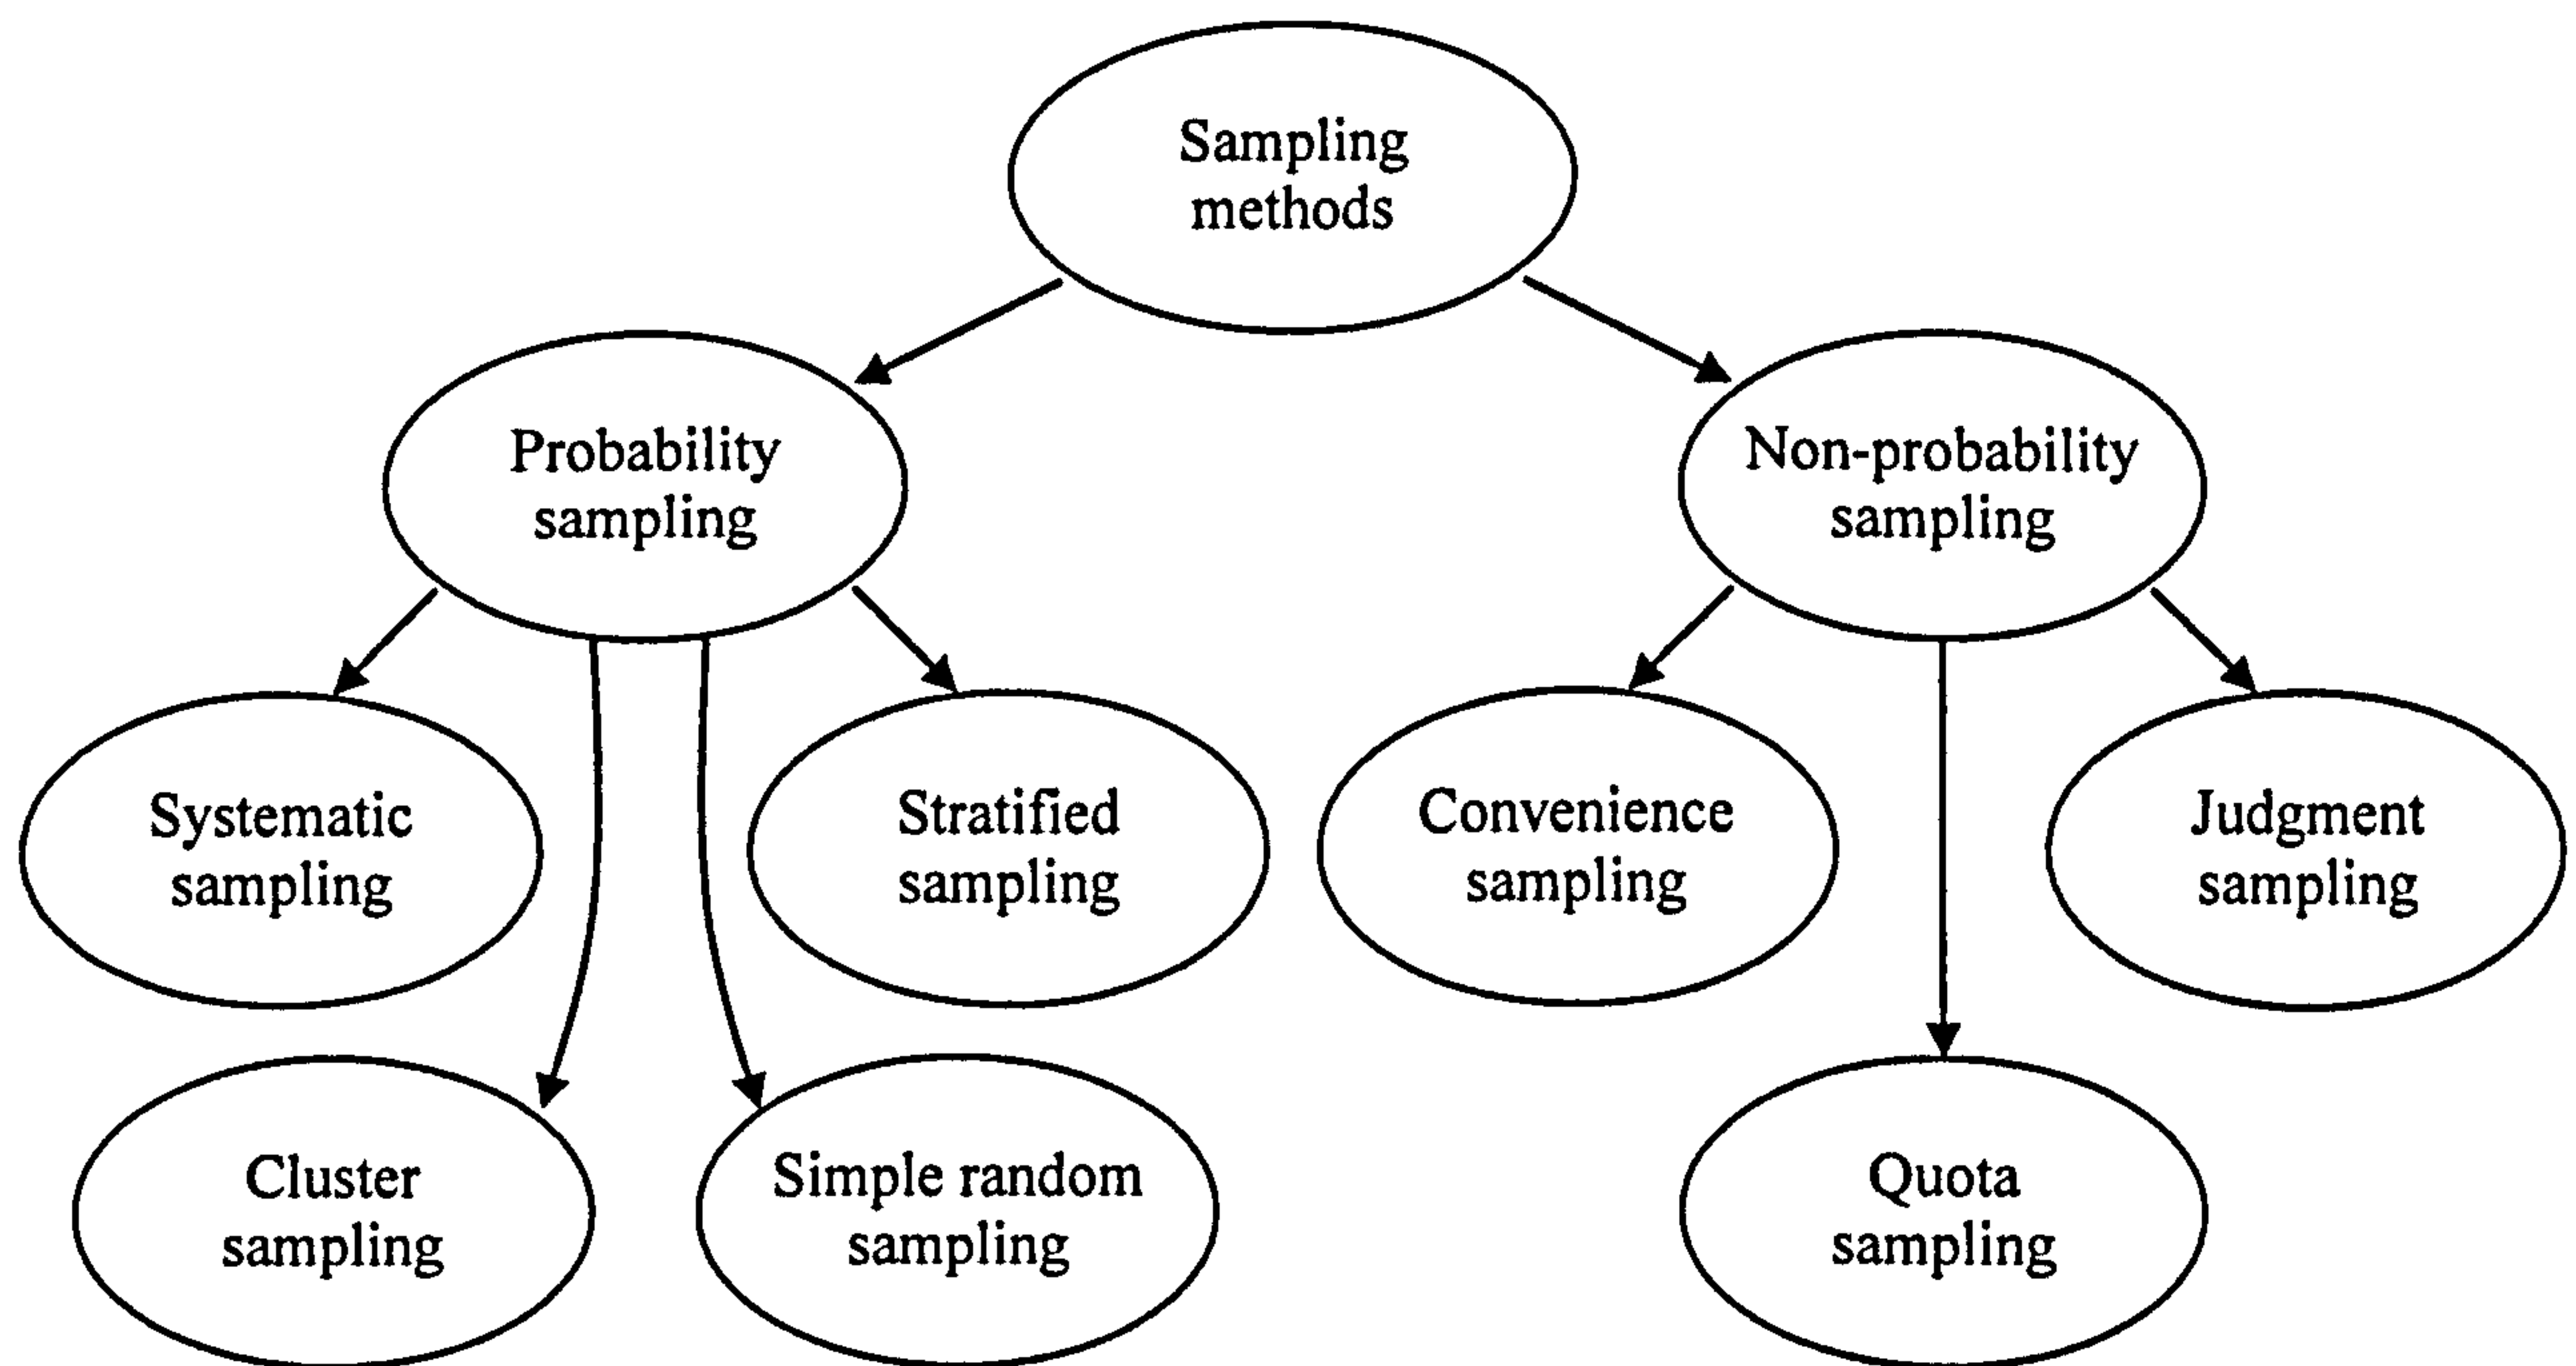 Sampling
methods
Probability
sampling
Non-probability
sampling
Systematic
sampling
Stratified
sampling
Convenience
sampling
Judgment
sampling
Cluster
sampling
Simple random
sampling
Quota
sampling